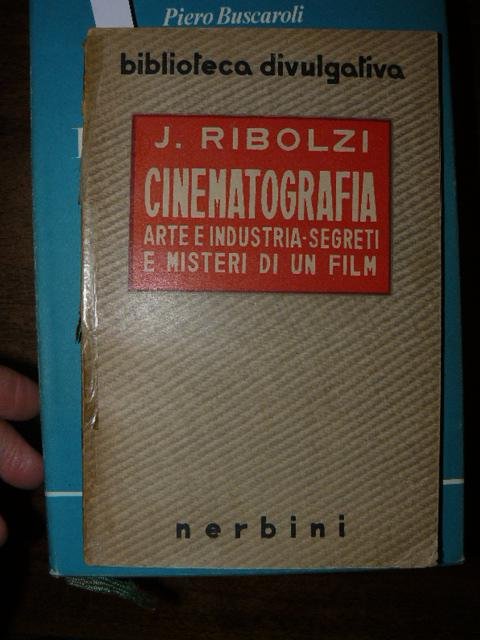 Piero Buscaroli
biblioteca divulgativa
J. RIBOLZI
CINEMATOGRAFIA
ARTE E INDUSTRIA-SEGRETI
E MISTERI DI UN FILM
nerbini